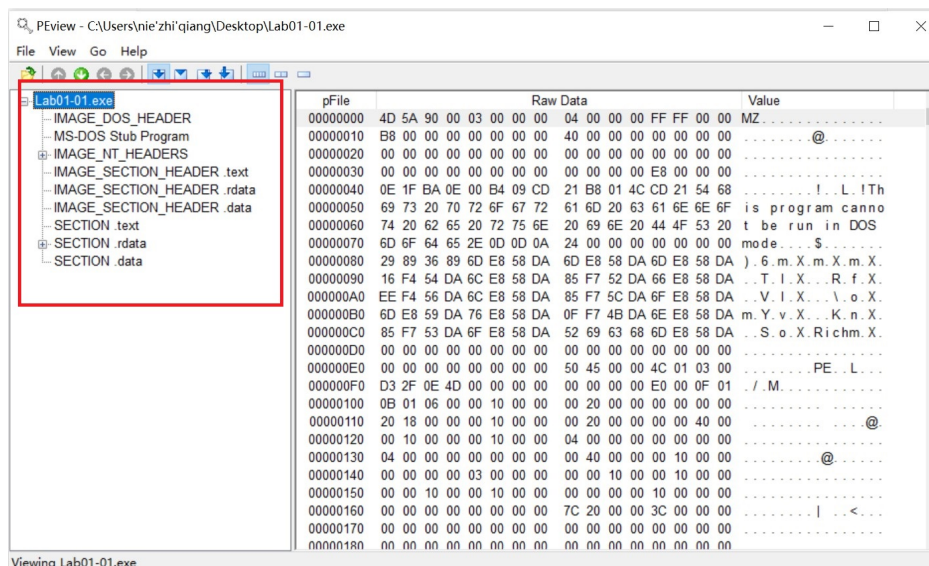 PEview - C:\Users\nie'zhi'qiang\Desktop\Lab01-01.exe
File View Go Help
Lab01-01.exe
IMAGE_DOS_HEADER
MS-DOS Stub Program
IMAGE_NT_HEADERS
IMAGE_SECTION_HEADER .text
IMAGE_SECTION_HEADER .rdata
IMAGE_SECTION_HEADER .data
SECTION .text
SECTION .rdata
SECTION .data
pFile Raw Data Value
00000000 4D 5A 90 00 03 00 00 00 04 00 00 00 FF FF 00 00 MZ..............
00000010 B8 00 00 00 00 00 00 00 40 00 00 00 00 00 00 00 ........@.......
00000020 00 00 00 00 00 00 00 00 00 00 00 00 00 00 00 00 ................
00000030 00 00 00 00 00 00 00 00 00 00 00 00 E8 00 00 00 ................
00000040 0E 1F BA 0E 00 B4 09 CD 21 B8 01 4C CD 21 54 68 ........!..L.!Th
00000050 69 73 20 70 72 6F 67 72 61 6D 20 63 61 6E 6E 6F is program canno
00000060 74 20 62 65 20 72 75 6E 20 69 6E 20 44 4F 53 20 t be run in DOS
00000070 6D 6F 64 65 2E 0D 0D 0A 24 00 00 00 00 00 00 00 mode....$.......
00000080 29 89 36 89 6D E8 58 DA 6D E8 58 DA 6D E8 58 DA ).6.m.X.m.X.m.X.
00000090 16 F4 54 DA 6C E8 58 DA 85 F7 52 DA 66 E8 58 DA ..T.l.X...R.f.X.
000000A0 EE F4 56 DA 6C E8 58 DA 85 F7 5C DA 6F E8 58 DA ..V.l.X...\.o.X.
000000B0 6D E8 59 DA 76 E8 58 DA 0F F7 4B DA 6E E8 58 DA m.Y.v.X...K.n.X.
000000C0 85 F7 53 DA 6F E8 58 DA 52 69 63 68 6D E8 58 DA ..S.o.X.Richm.X.
000000D0 00 00 00 00 00 00 00 00 00 00 00 00 00 00 00 00 ................
000000E0 00 00 00 00 00 00 00 00 50 45 00 00 4C 01 03 00 ........PE..L...
000000F0 D3 2F 0E 4D 00 00 00 00 00 00 00 00 E0 00 0F 01 ./.M............
00000100 0B 01 06 00 00 10 00 00 00 20 00 00 00 00 00 00 ......... ......
00000110 20 18 00 00 00 10 00 00 00 20 00 00 00 00 40 00 ........ ....@.
00000120 00 10 00 00 00 10 00 00 04 00 00 00 00 00 00 00 ................
00000130 04 00 00 00 00 00 00 00 00 40 00 00 00 10 00 00 .........@......
00000140 00 00 00 00 03 00 00 00 00 00 10 00 00 10 00 00 ................
00000150 00 00 10 00 00 10 00 00 00 00 00 00 10 00 00 00 ................
00000160 00 00 00 00 00 00 00 00 7C 20 00 00 3C 00 00 00 ........| ..<...
00000170 00 00 00 00 00 00 00 00 00 00 00 00 00 00 00 00 ................
00000180 00 00 00 00 00 00 00 00 00 00 00 00 00 00 00 00
Viewing Lab01-01.exe